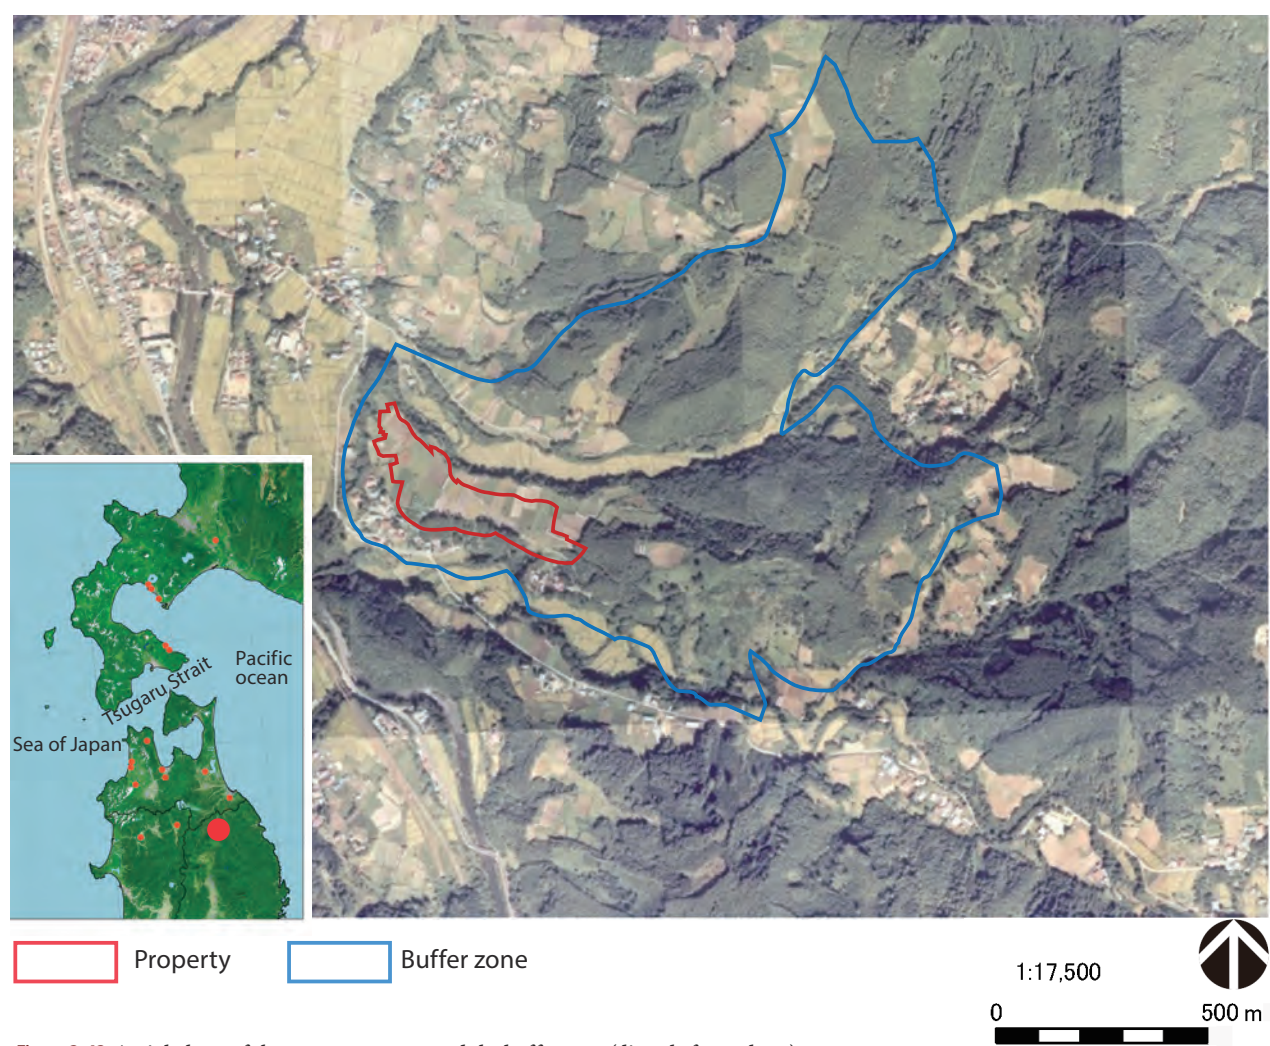 Pacific
ocean
Tsugaru Strait
Sea of Japan
Property
Buffer zone
1:17,500
0
500 m